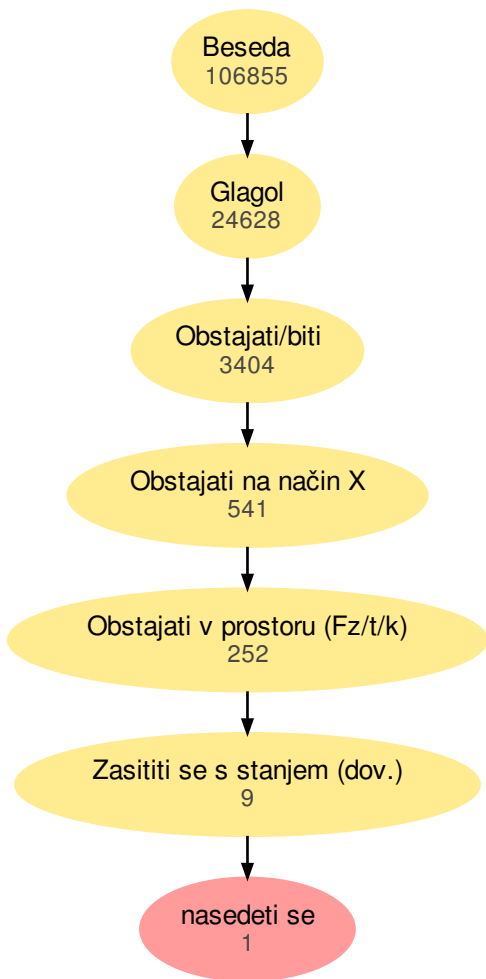 Beseda
106855
Glagol
24628
Obstajati/biti
3404
Obstajati na način X
541
Obstajati v prostoru (Fz/t/k)
252
Zasititi se s stanjem (dov.)
9
nasedeti se
1